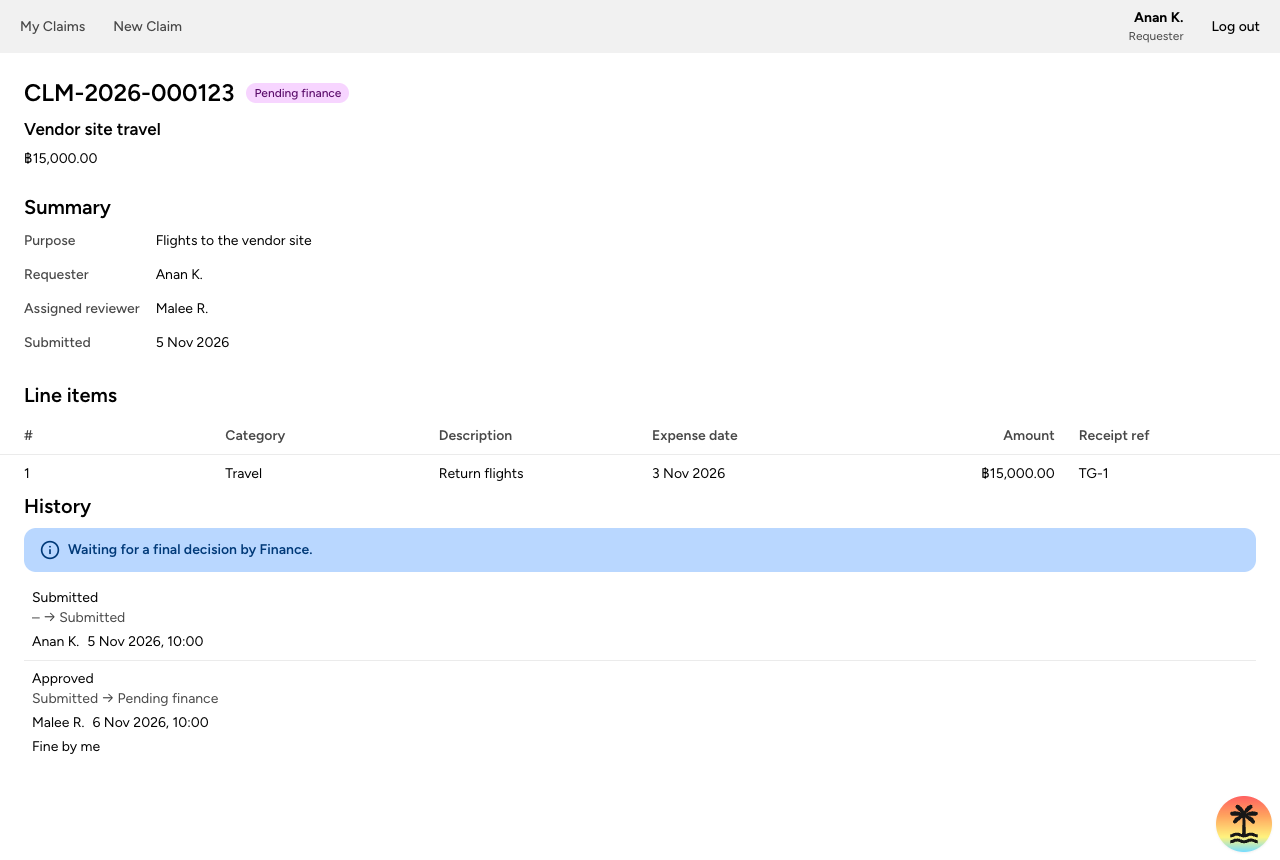 My Claims New Claim Anan K. Log out
Requester
CLM-2026-000123 Pending finance
Vendor site travel
฿15,000.00
Summary
Purpose Flights to the vendor site
Requester Anan K.
Assigned reviewer Malee R.
Submitted 5 Nov 2026
Line items
# Category Description Expense date Amount Receipt ref
1 Travel Return flights 3 Nov 2026 ฿15,000.00 TG-1
History
Waiting for a final decision by Finance.
Submitted
– → Submitted
Anan K. 5 Nov 2026, 10:00
Approved
Submitted → Pending finance
Malee R. 6 Nov 2026, 10:00
Fine by me